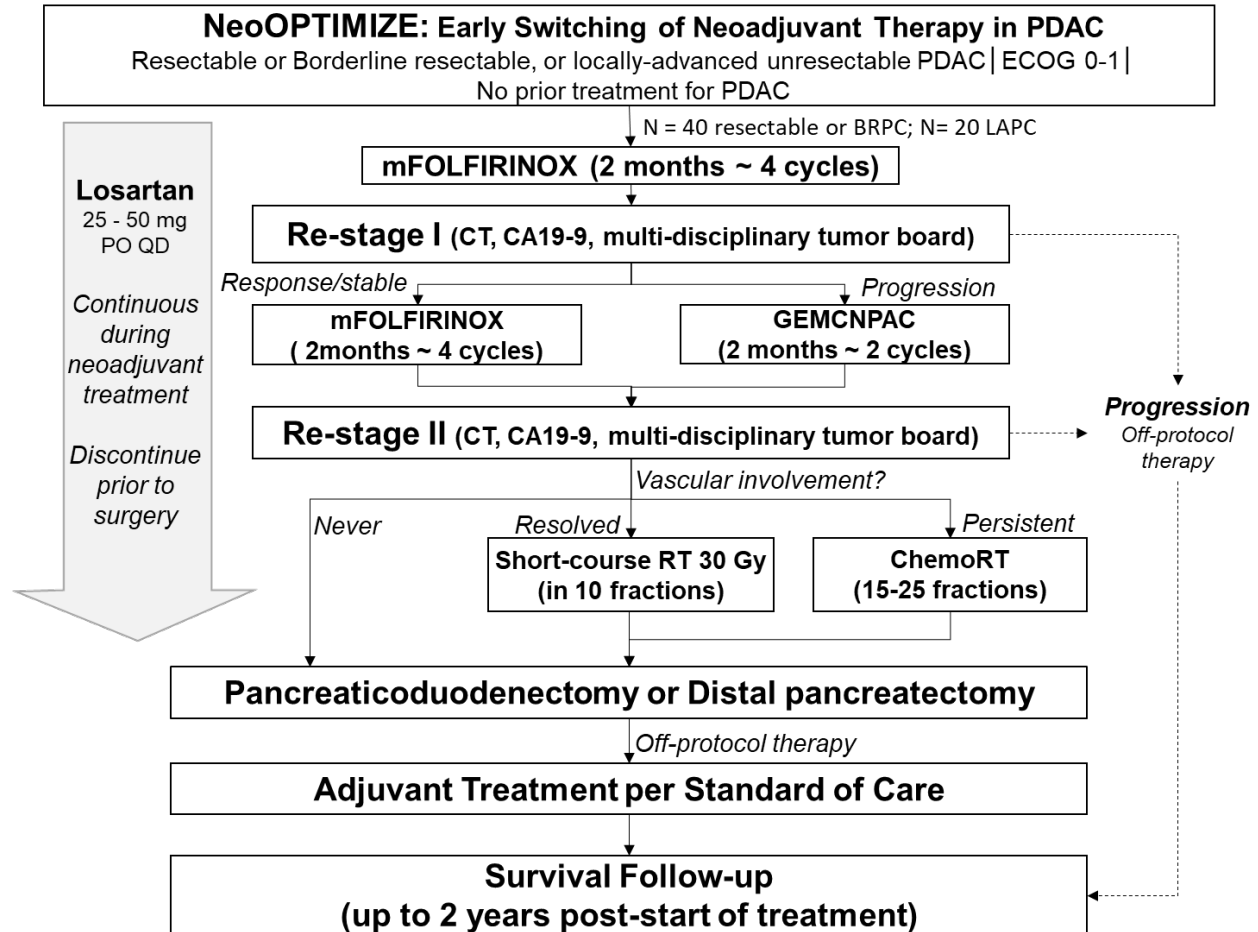 NeoOPTIMIZE: Early Switching of Neoadjuvant Therapy in PDAC
Resectable or Borderline resectable, or locally-advanced unresectable PDAC | ECOG 0-1 |
No prior treatment for PDAC
N = 40 resectable or BRPC; N= 20 LAPC
mFOLFIRINOX (2 months ~ 4 cycles)
Losartan
25 - 50 mg
PO QD
Continuous
during
neoadjuvant
treatment
Discontinue
prior to
surgery
Re-stage I (CT, CA19-9, multi-disciplinary tumor board)
Response/stable
Progression
mFOLFIRINOX
( 2months ~ 4 cycles)
GEMCNPAC
(2 months ~ 2 cycles)
Re-stage II (CT, CA19-9, multi-disciplinary tumor board)
Progression
Off-protocol
therapy
Vascular involvement?
Never
Resolved
Persistent
Short-course RT 30 Gy
(in 10 fractions)
ChemoRT
(15-25 fractions)
Pancreaticoduodenectomy or Distal pancreatectomy
Off-protocol therapy
Adjuvant Treatment per Standard of Care
Survival Follow-up
(up to 2 years post-start of treatment)